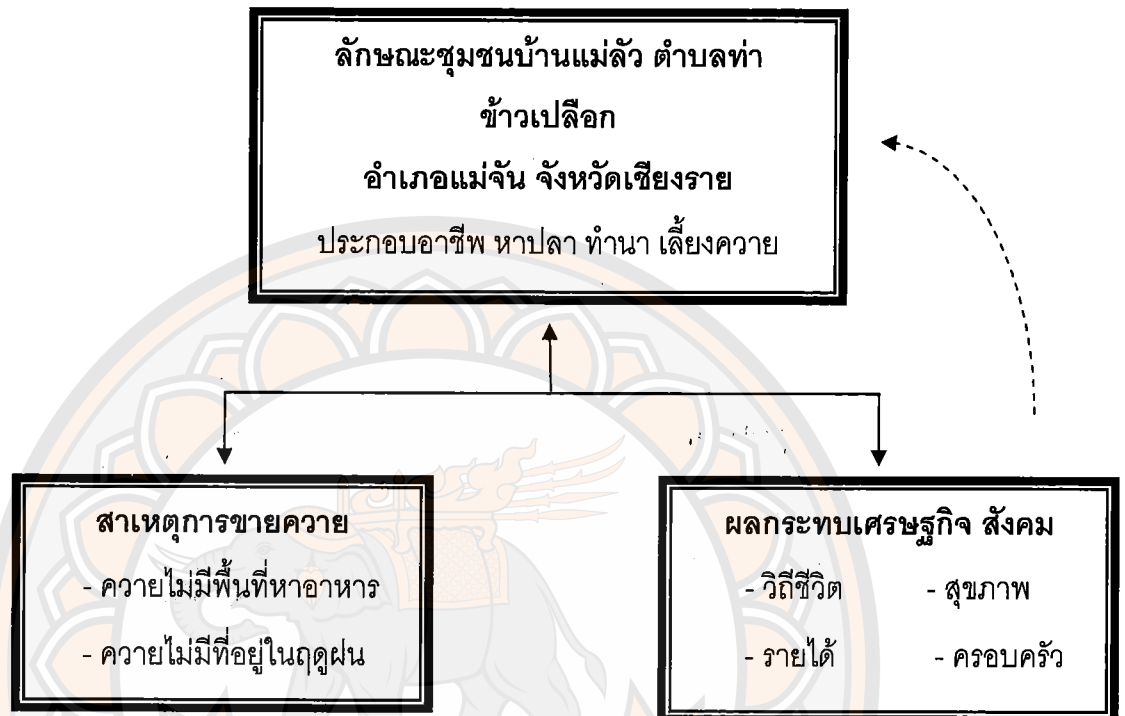 ลักษณะชุมชนบ้านแม่ลัว ตำบลท่า
ข้าวเปลือก
อำเภอแม่จัน จังหวัดเชียงราย
ประกอบอาชีพ หาปลา ทำนา เลี้ยงควาย
สาเหตุการขายควาย
- ควายไม่มีพื้นที่หาอาหาร
- ควายไม่มีที่อยู่ในฤดูฝน
ผลกระทบเศรษฐกิจ สังคม
- วิถีชีวิต - สุขภาพ
- รายได้ - ครอบครัว